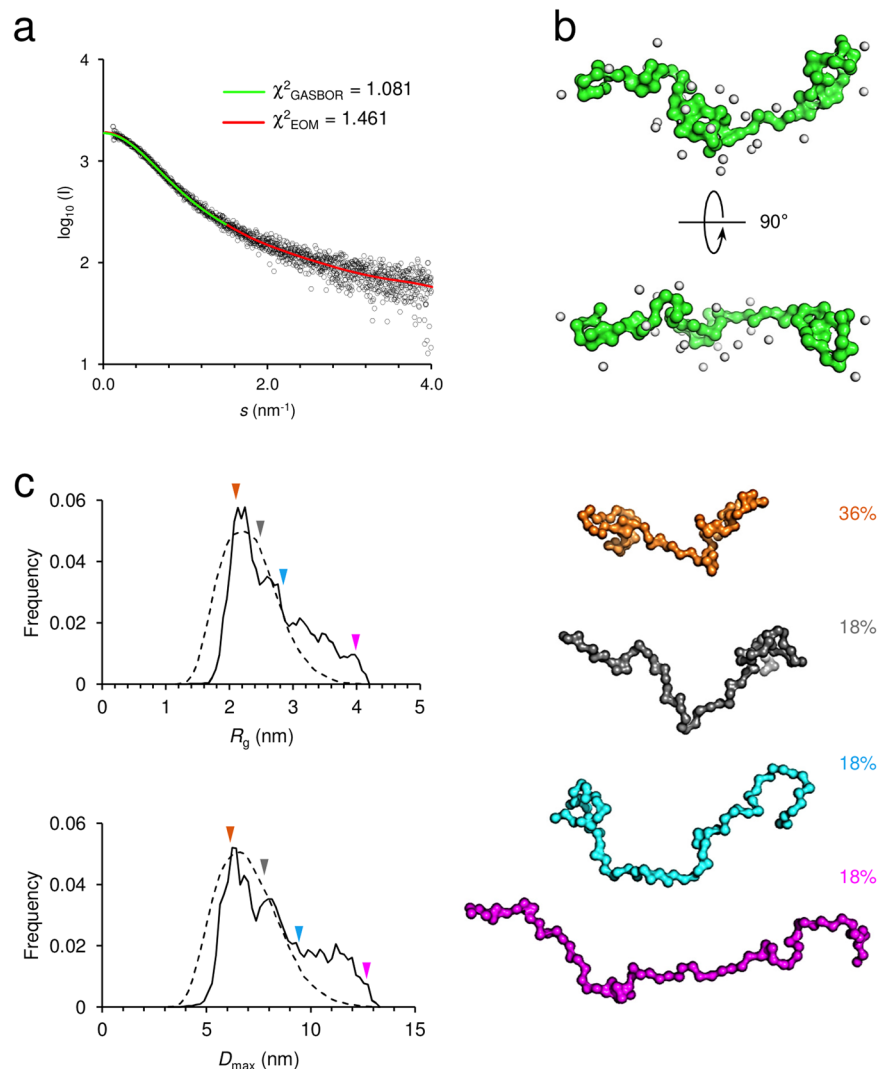 a
4
3
2
1
log₁₀ (I)
0.0
2.0
4.0
s (nm⁻¹)
χ²GASBOR = 1.081
χ²EOM = 1.461
b
90°
c
0.06
0.04
0.02
0
Frequency
0
1
2
3
4
5
Rg (nm)
0.06
0.04
0.02
0
Frequency
0
5
10
15
Dmax (nm)
36%
18%
18%
18%